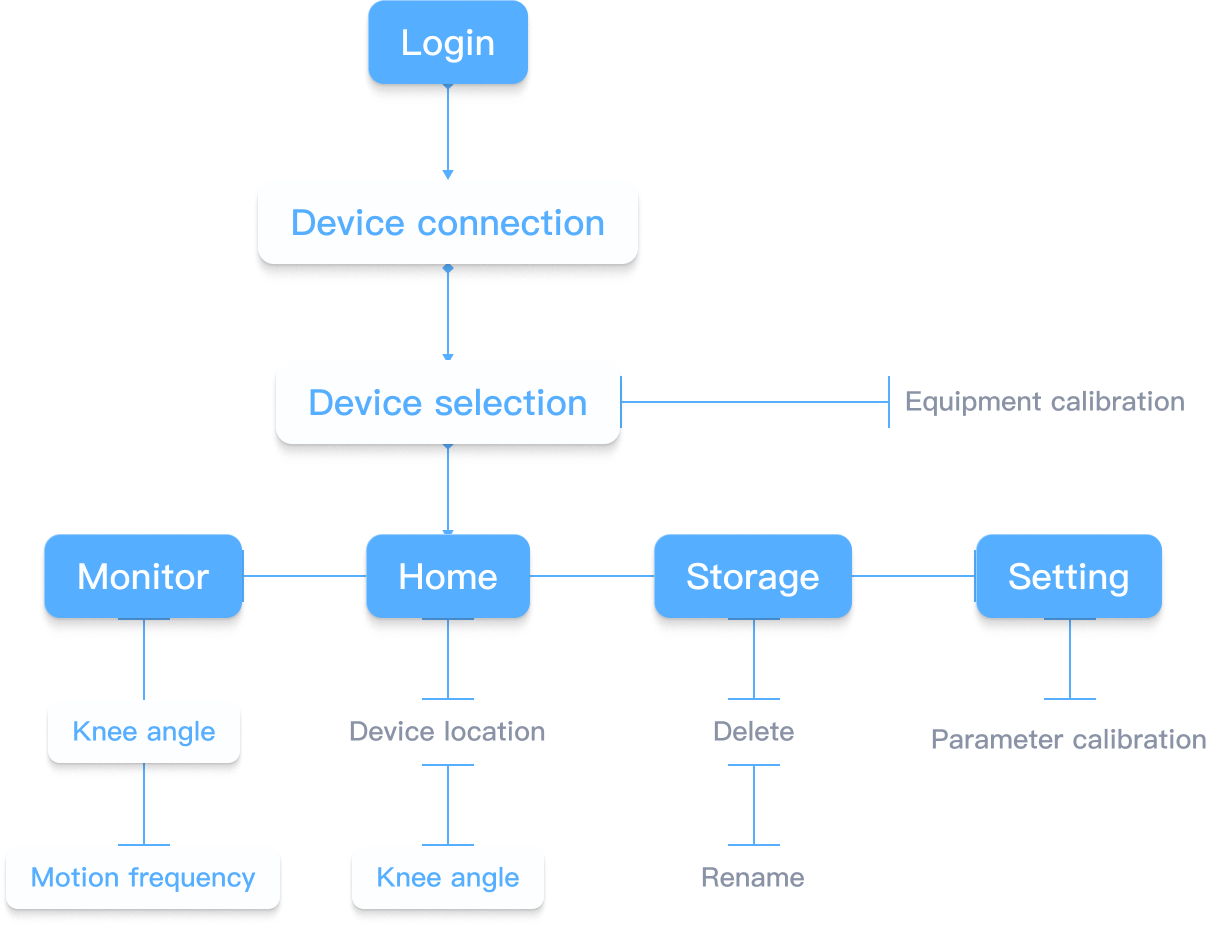 Login
Device connection
Device selection
Equipment calibration
Monitor
Home
Storage
Setting
Knee angle
Device location
Delete
Parameter calibration
Motion frequency
Knee angle
Rename